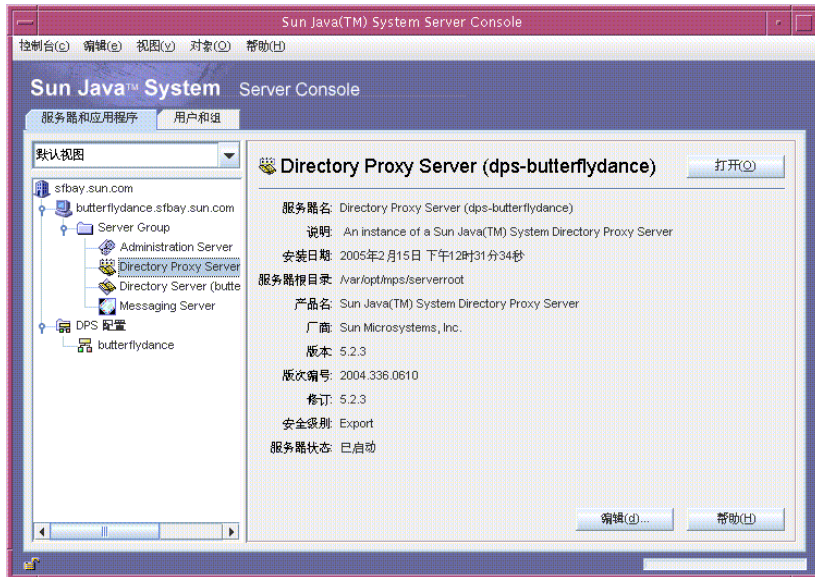 Sun Java(TM) System Server Console
控制台(c) 编辑(e) 视图(v) 对象(O) 帮助(H)
Sun Java™ System Server Console
服务器和应用程序 用户和组
默认视图
sfbay.sun.com
butterflydance.sfbay.sun.com
Server Group
Administration Server
Directory Proxy Server
Directory Server (butte
Messaging Server
DPS 配置
butterflydance
Directory Proxy Server (dps-butterflydance)
打开(O)
服务器名: Directory Proxy Server (dps-butterflydance)
说明: An instance of a Sun Java(TM) System Directory Proxy Server
安装日期: 2005年2月15日 下午12时31分34秒
服务器根目录: /var/opt/mps/serverroot
产品名: Sun Java(TM) System Directory Proxy Server
厂商: Sun Microsystems, Inc.
版本: 5.2.3
版次编号: 2004.336.0610
修订: 5.2.3
安全级别: Export
服务器状态: 已启动
编辑(d)... 帮助(H)